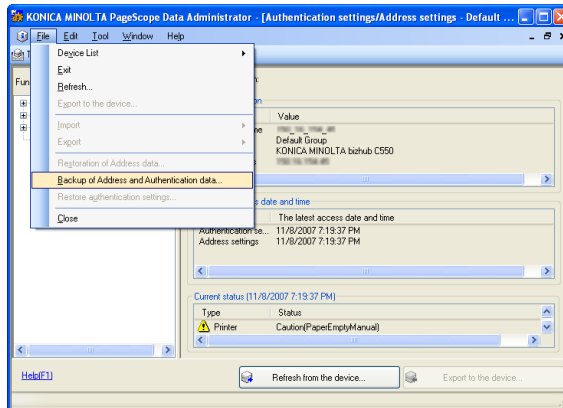 KONICA MINOLTA PageScope Data Administrator - [Authentication settings/Address settings - Default ...
File Edit Tool Window Help
Device List
Exit
Refresh...
Export to the device...
Import
Export
Restoration of Address data...
Backup of Address and Authentication data...
Restore authentication settings...
Close
Fun
Value
Default Group
KONICA MINOLTA bizhub C550
s date and time
The latest access date and time
Authentication se... 11/8/2007 7:19:37 PM
Address settings 11/8/2007 7:19:37 PM
Current status (11/8/2007 7:19:37 PM)
Type Status
Printer Caution(PaperEmptyManual)
Help(F1)
Refresh from the device...
Export to the device...